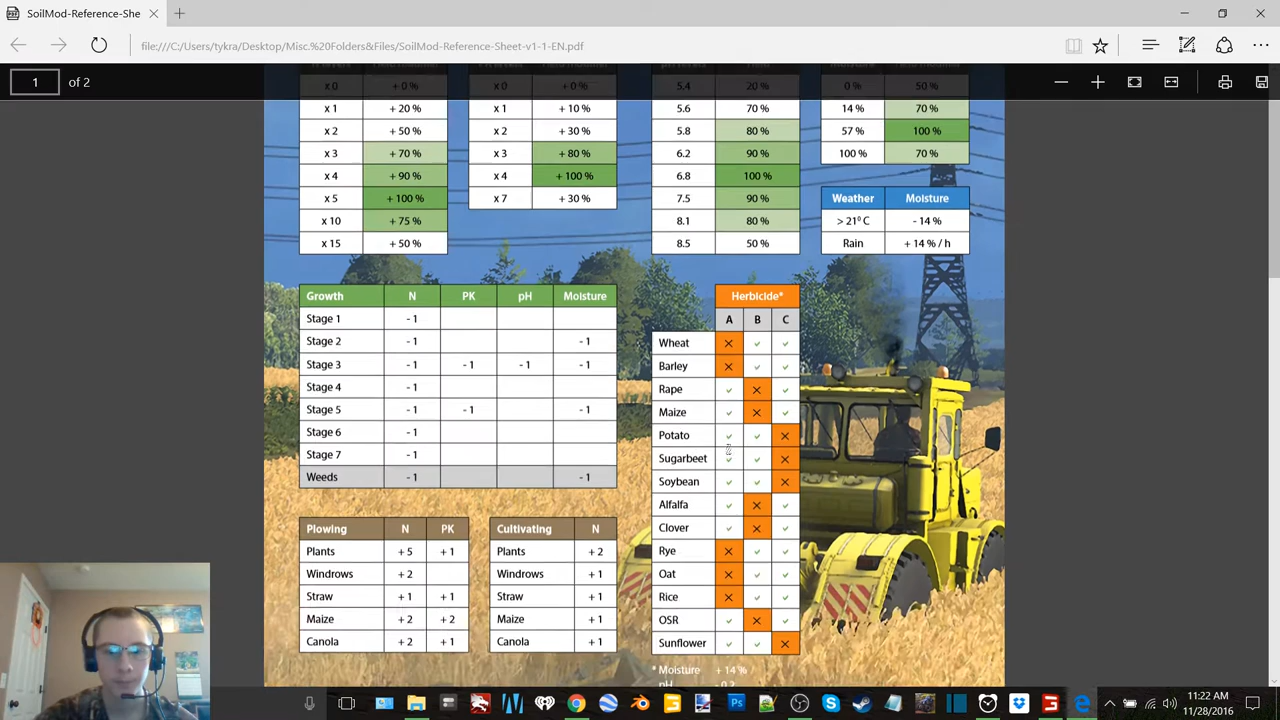 SoilMod-Reference-She
file:///C:/Users/tykra/Desktop/Misc.%20Folders&Files/SoilMod-Reference-Sheet-v1-1-EN.pdf
1 of 2
x 0 + 0 % x 0 + 0 % 5.4 20 % 0 % 50 %
x 1 + 20 % x 1 + 10 % 5.6 70 % 14 % 70 %
x 2 + 50 % x 2 + 30 % 5.8 80 % 57 % 100 %
x 3 + 70 % x 3 + 80 % 6.2 90 % 100 % 70 %
x 4 + 90 % x 4 + 100 % 6.8 100 %
x 5 + 100 % x 7 + 30 % 7.5 90 % Weather Moisture
x 10 + 75 % 8.1 80 % > 21⁰ C - 14 %
x 15 + 50 % 8.5 50 % Rain + 14 % / h
Growth N PK pH Moisture
Stage 1 - 1
Stage 2 - 1 - 1
Stage 3 - 1 - 1 - 1 - 1
Stage 4 - 1
Stage 5 - 1 - 1 - 1
Stage 6 - 1
Stage 7 - 1
Weeds - 1 - 1
Herbicide*
A B C
Wheat ✕ ✓ ✓
Barley ✕ ✓ ✓
Rape ✓ ✕ ✓
Maize ✓ ✕ ✓
Potato ✓ ✓ ✕
Sugarbeet ✓ ✓ ✕
Soybean ✓ ✓ ✕
Alfalfa ✓ ✕ ✓
Clover ✓ ✕ ✓
Rye ✕ ✓ ✓
Oat ✕ ✓ ✓
Rice ✕ ✓ ✓
OSR ✓ ✕ ✓
Sunflower ✓ ✓ ✕
* Moisture + 14 %
pH - 0.2
Plowing N PK
Plants + 5 + 1
Windrows + 2
Straw + 1 + 1
Maize + 2 + 2
Canola + 2 + 1
Cultivating N
Plants + 2
Windrows + 1
Straw + 1
Maize + 1
Canola + 1
11:22 AM
11/28/2016